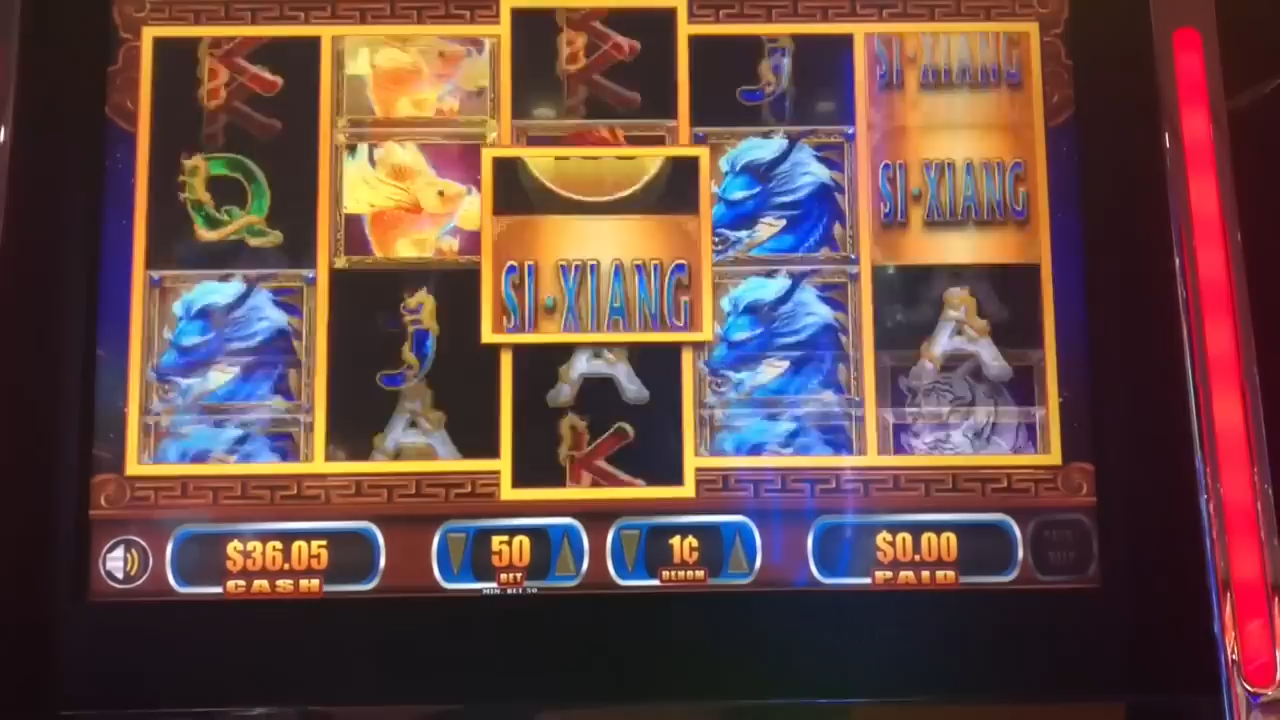 K
K
J
SI·XIANG
Q
SI·XIANG
SI·XIANG
J
A
A
A
K
$36.05
CASH
50
BET
MIN. BET 50
1¢
DENOM
$0.00
PAID